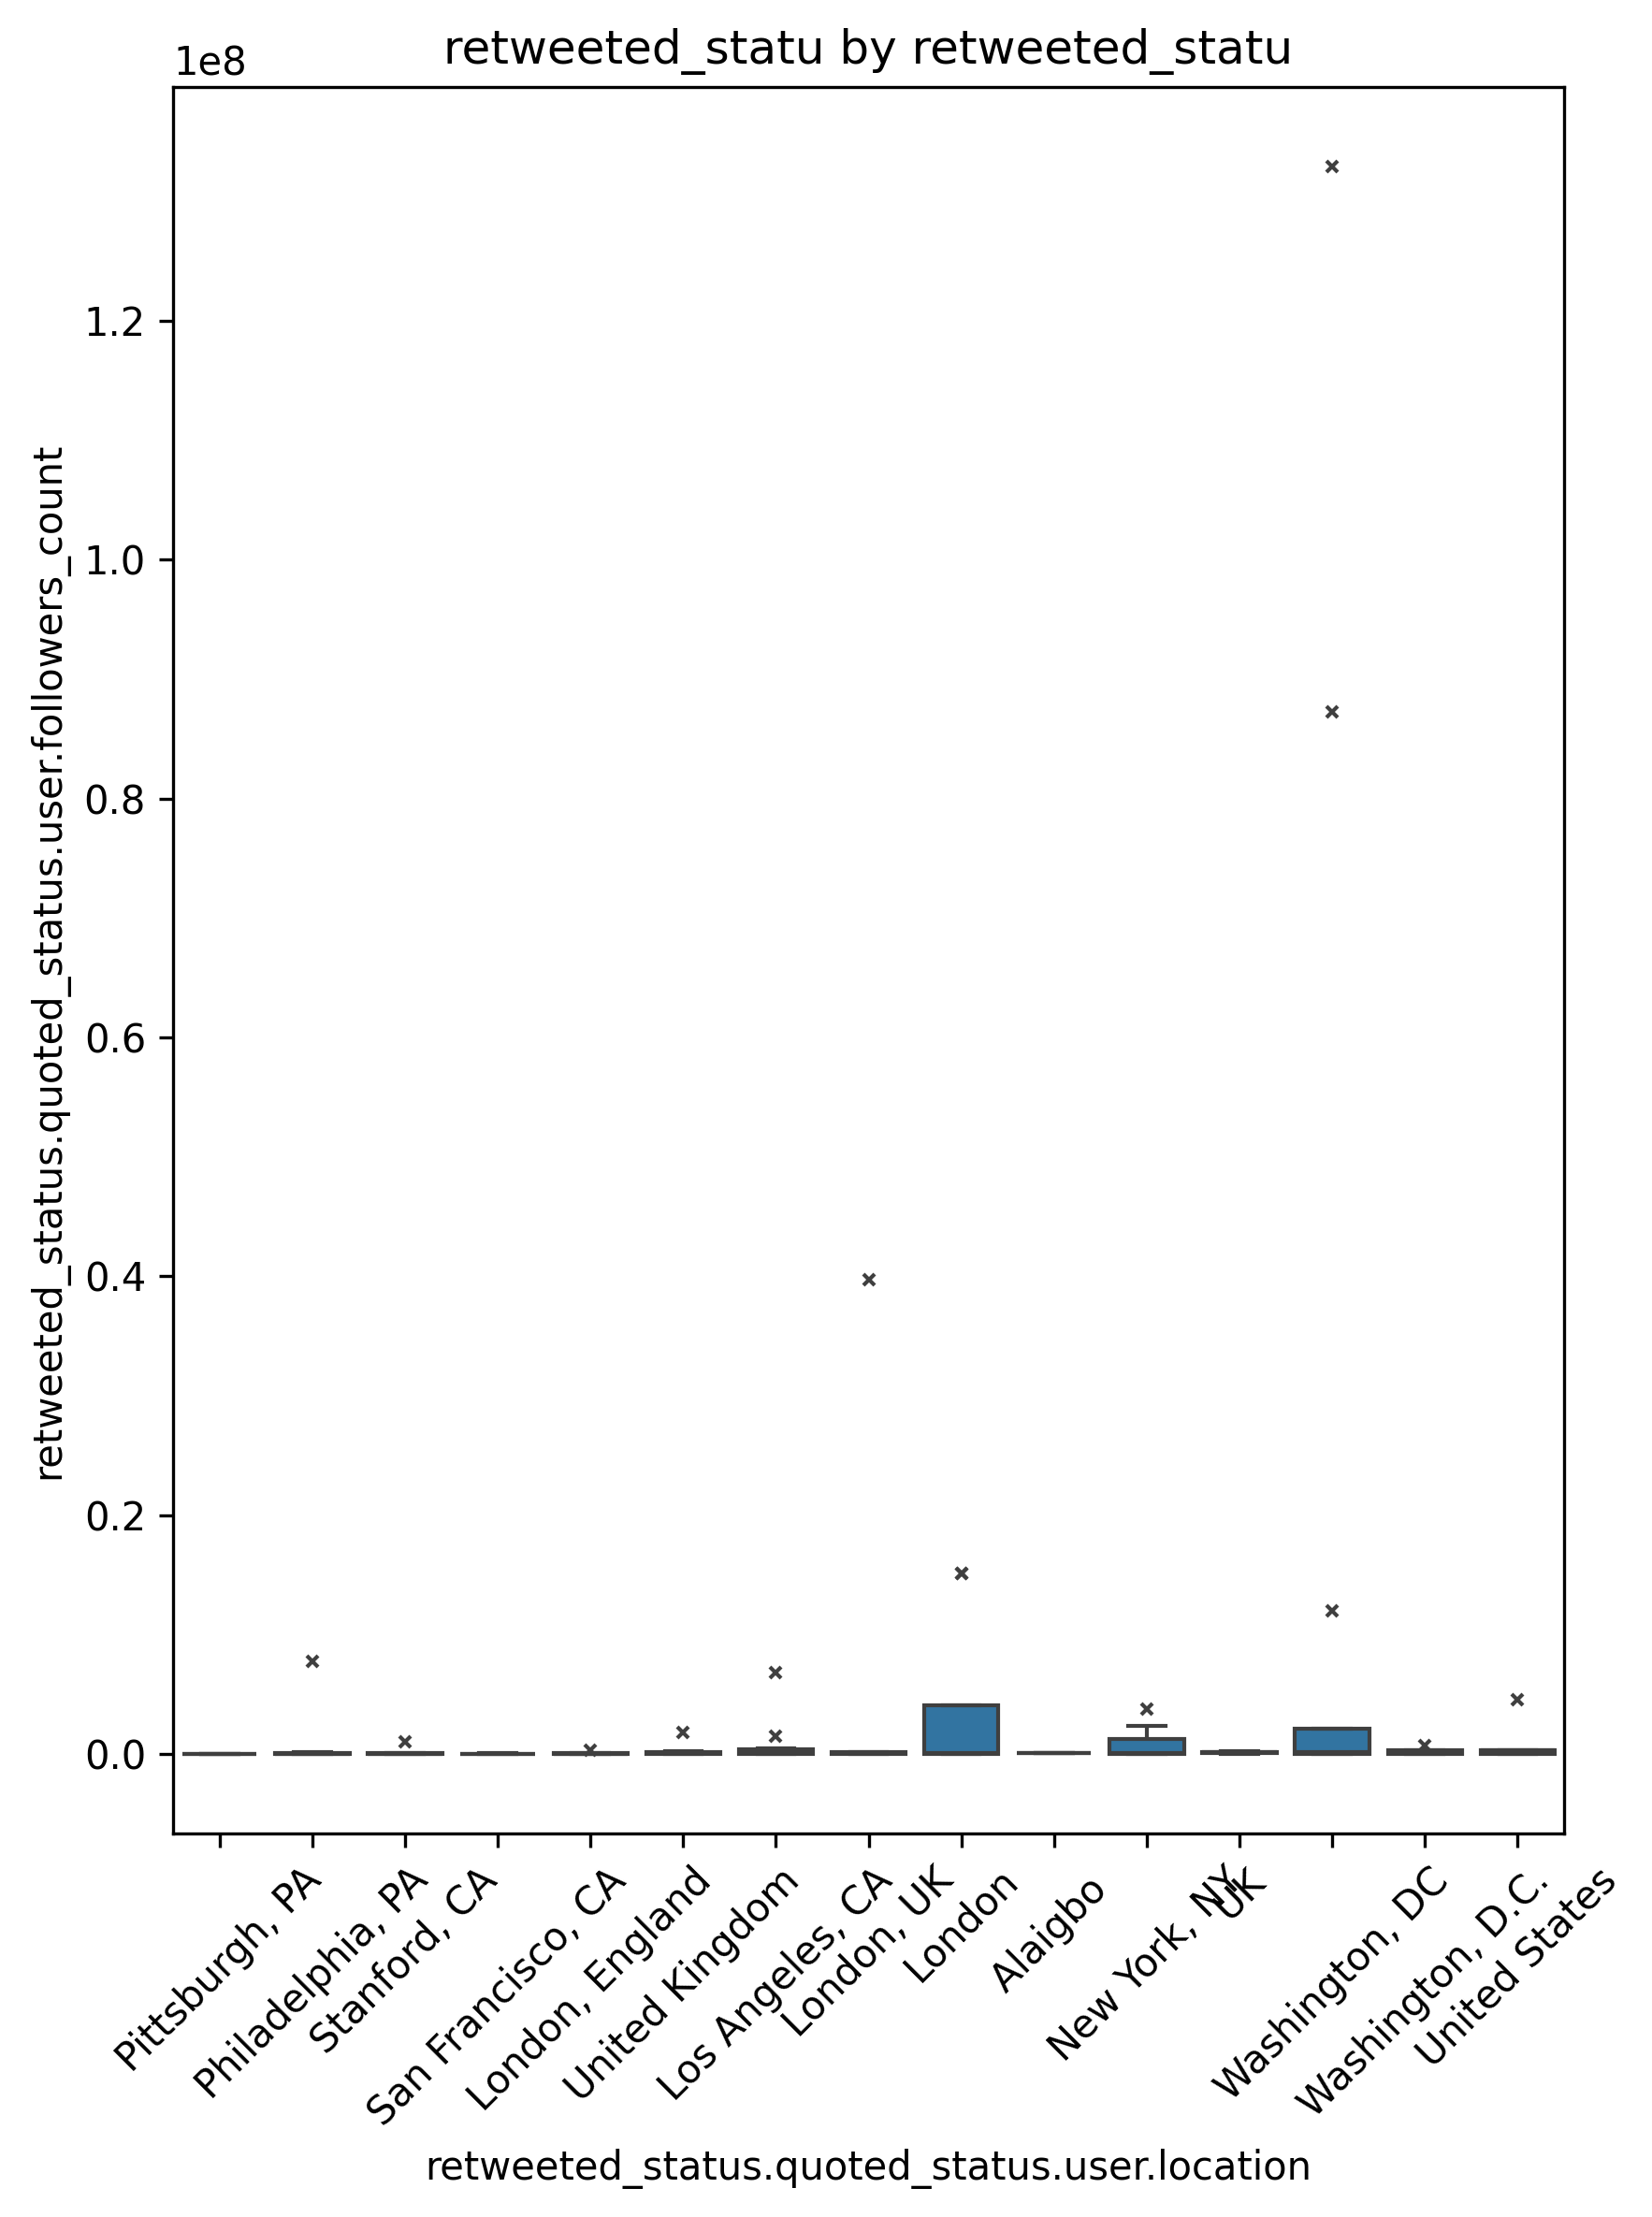 retweeted_statu by retweeted_statu
1e8
retweeted_status.quoted_status.user.followers_count
1.2
1.0
0.8
0.6
0.4
0.2
0.0
Pittsburgh, PA
Philadelphia, PA
Stanford, CA
San Francisco, CA
London, England
United Kingdom
Los Angeles, CA
London, UK
London
Alaigbo
New York, NY
UK
Washington, DC
Washington, D.C.
United States
retweeted_status.quoted_status.user.location